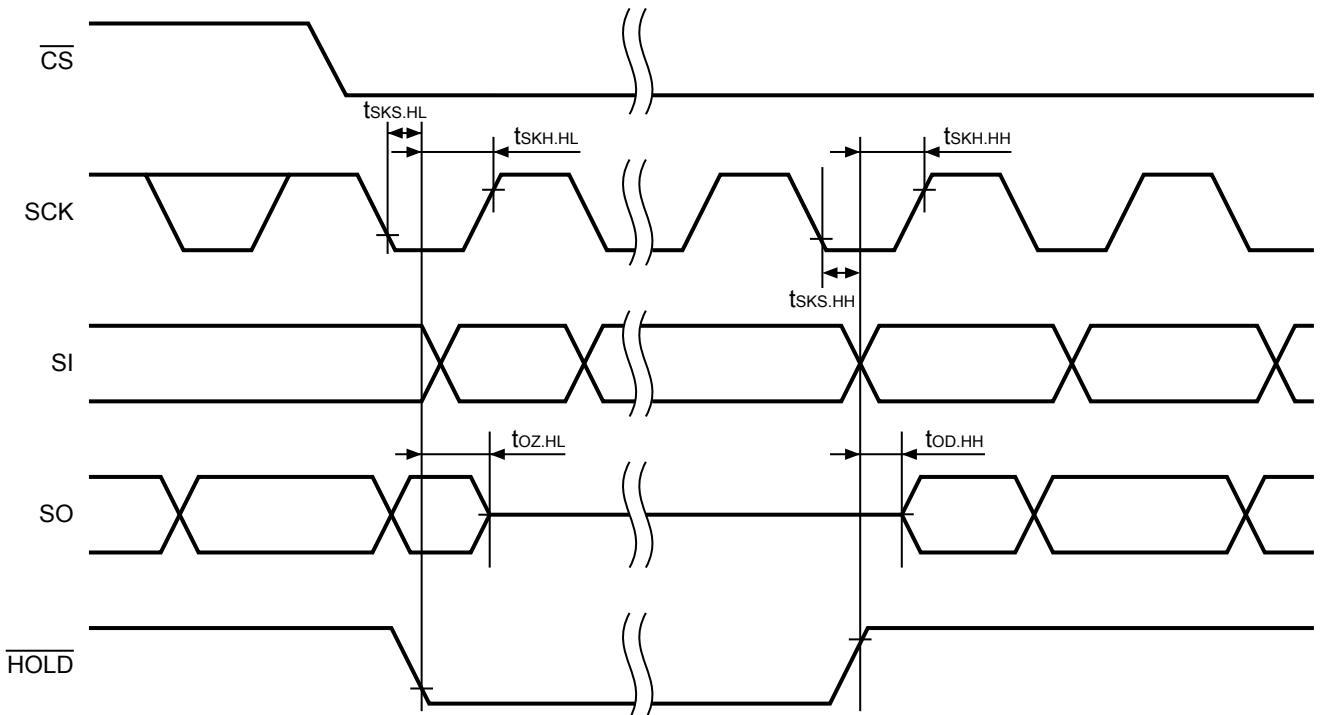 CS
tSKS.HL
tSKH.HL
tSKH.HH
SCK
tSKS.HH
SI
tOZ.HL
tOD.HH
SO
HOLD